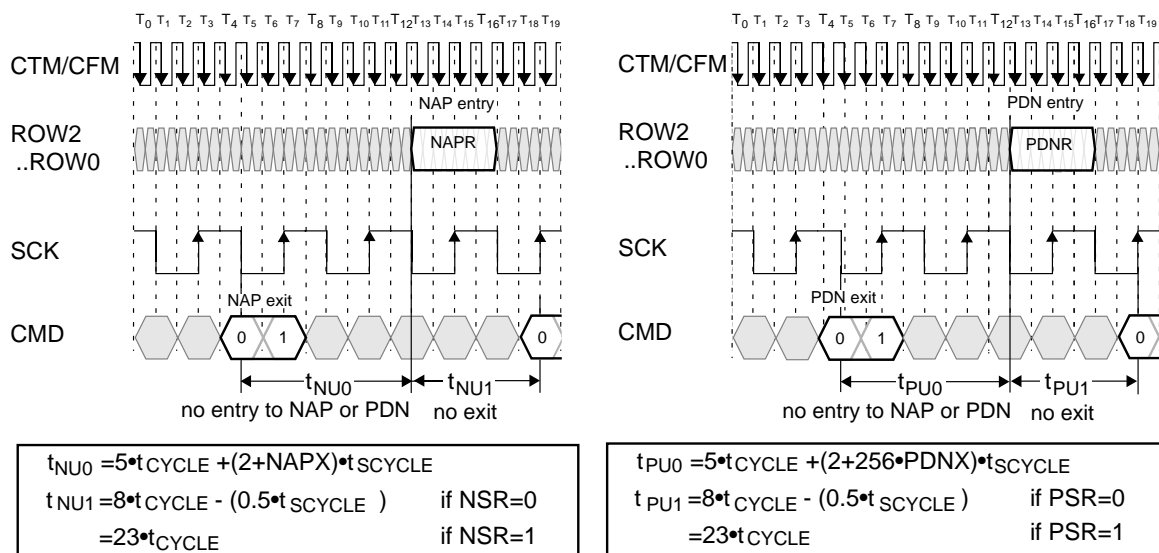 T0 T1 T2 T3 T4 T5 T6 T7 T8 T9 T10 T11 T12 T13 T14 T15 T16 T17 T18 T19
CTM/CFM
NAP entry
ROW2
..ROW0
NAPR
SCK
NAP exit
CMD
0 1 0
tNU0 tNU1
no entry to NAP or PDN no exit
tNU0 =5•tCYCLE +(2+NAPX)•tSCYCLE
tNU1 =8•tCYCLE - (0.5•tSCYCLE ) if NSR=0
=23•tCYCLE if NSR=1
T0 T1 T2 T3 T4 T5 T6 T7 T8 T9 T10 T11 T12 T13 T14 T15 T16 T17 T18 T19
CTM/CFM
PDN entry
ROW2
..ROW0
PDNR
SCK
PDN exit
CMD
0 1 0
tPU0 tPU1
no entry to NAP or PDN no exit
tPU0 =5•tCYCLE +(2+256•PDNX)•tSCYCLE
tPU1 =8•tCYCLE - (0.5•tSCYCLE ) if PSR=0
=23•tCYCLE if PSR=1